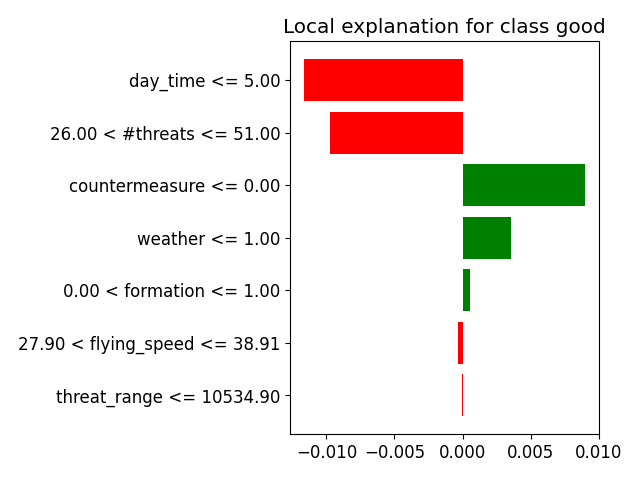 Local explanation for class good
day_time <= 5.00
26.00 < #threats <= 51.00
countermeasure <= 0.00
weather <= 1.00
0.00 < formation <= 1.00
27.90 < flying_speed <= 38.91
threat_range <= 10534.90
−0.010 −0.005 0.000 0.005 0.010